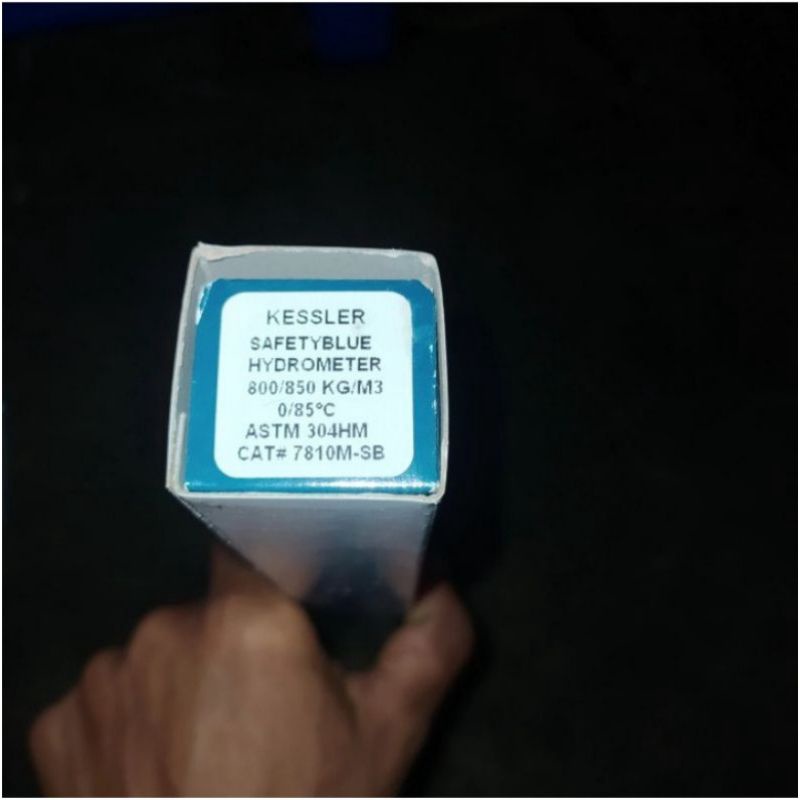 KESSLER
SAFETYBLUE
HYDROMETER
800/850 KG/M3
0/85°C
ASTM 304HM
CAT# 7810M-SB